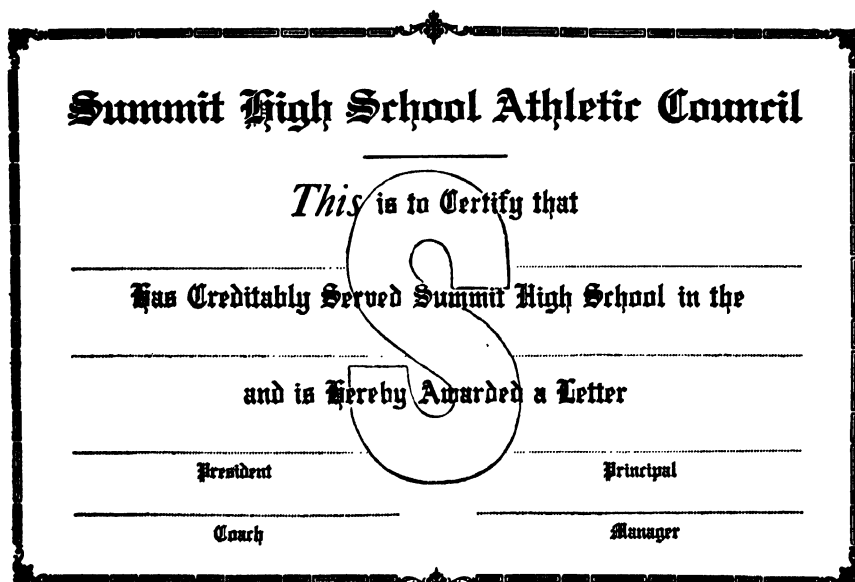 Summit High School Athletic Council
This is to Certify that
Has Creditably Served Summit High School in the
and is Hereby Awarded a Letter
President Principal
Coach Manager
S